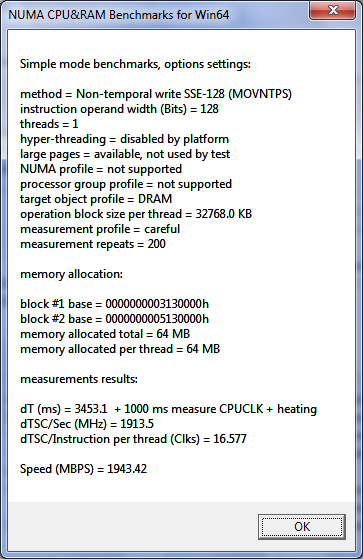 NUMA CPU&RAM Benchmarks for Win64
Simple mode benchmarks, options settings:
method = Non-temporal write SSE-128 (MOVNTPS)
instruction operand width (Bits) = 128
threads = 1
hyper-threading = disabled by platform
large pages = available, not used by test
NUMA profile = not supported
processor group profile = not supported
target object profile = DRAM
operation block size per thread = 32768.0 KB
measurement profile = careful
measurement repeats = 200
memory allocation:
block #1 base = 0000000003130000h
block #2 base = 0000000005130000h
memory allocated total = 64 MB
memory allocated per thread = 64 MB
measurements results:
dT (ms) = 3453.1  + 1000 ms measure CPUCLK + heating
dTSC/Sec (MHz) = 1913.5
dTSC/Instruction per thread (Clks) = 16.577
Speed (MBPS) = 1943.42
OK